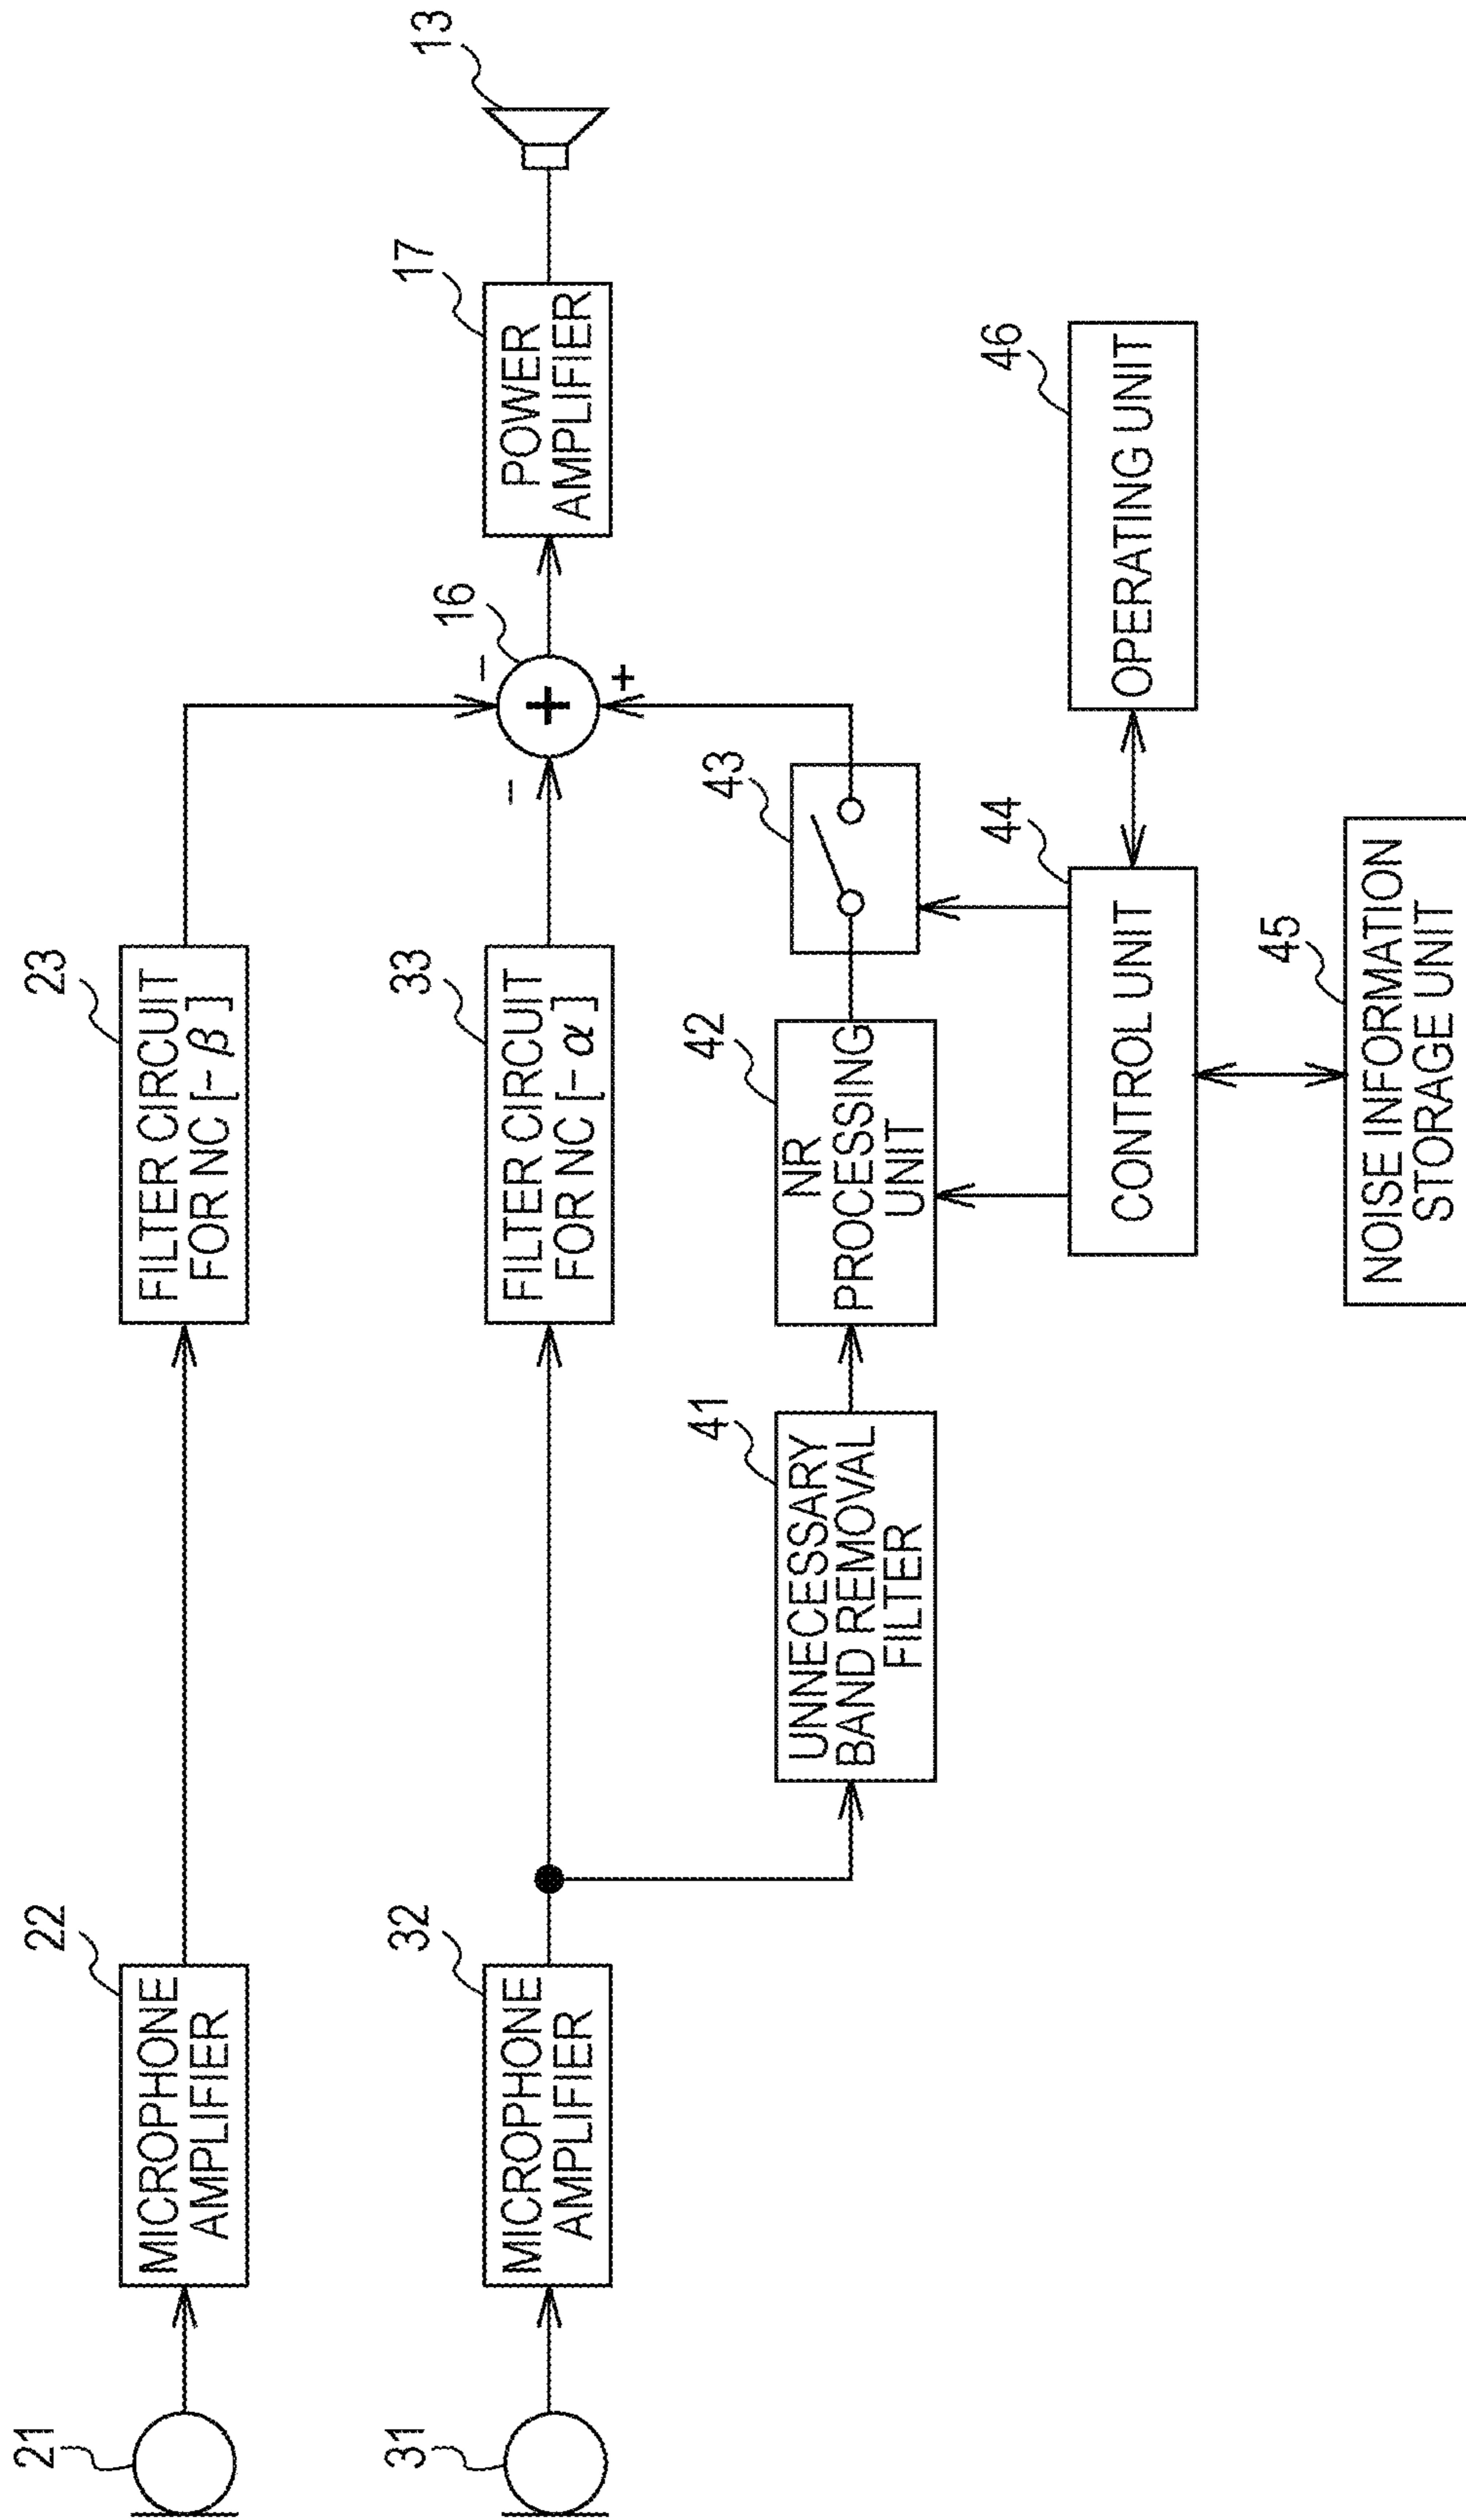 21
22
MICROPHONE
AMPLIFIER
23
FILTER CIRCUIT
FOR NC [-β]
31
32
MICROPHONE
AMPLIFIER
33
FILTER CIRCUIT
FOR NC [-α]
−
−
+
+
16
17
POWER
AMPLIFIER
13
41
UNNECESSARY
BAND REMOVAL
FILTER
42
NR
PROCESSING
UNIT
43
44
CONTROL UNIT
46
OPERATING UNIT
45
NOISE INFORMATION
STORAGE UNIT